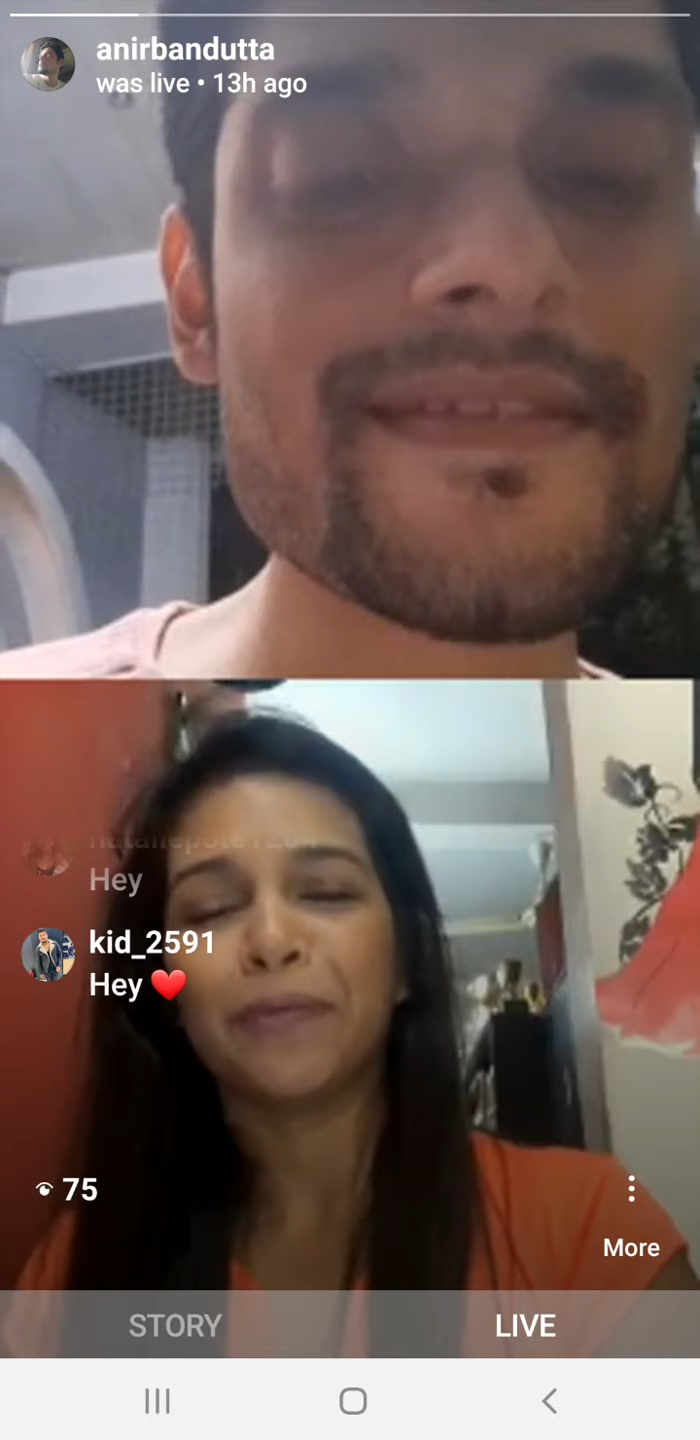 anirbandutta
was live • 13h ago
Hey
kid_2591
Hey ❤️
75
More
STORY
LIVE